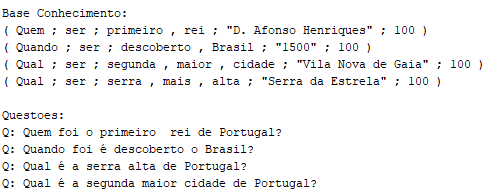 Base Conhecimento:
( Quem ; ser ; primeiro , rei ; "D. Afonso Henriques" ; 100 )
( Quando ; ser ; descoberto , Brasil ; "1500" ; 100 )
( Qual ; ser ; segunda , maior , cidade ; "Vila Nova de Gaia" ; 100 )
( Qual ; ser ; serra , mais , alta ; "Serra da Estrela" ; 100 )
Questoes:
Q: Quem foi o primeiro  rei de Portugal?
Q: Quando foi é descoberto o Brasil?
Q: Qual é a serra alta de Portugal?
Q: Qual é a segunda maior cidade de Portugal?